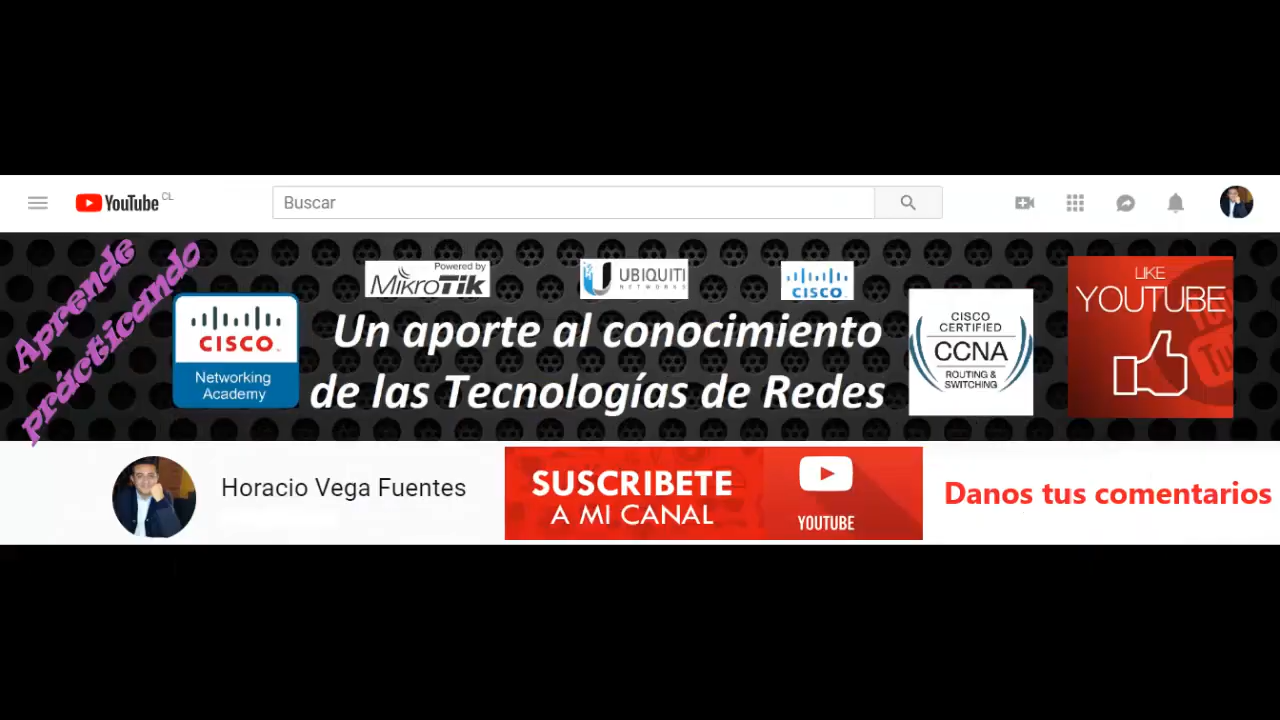 YouTube CL
Buscar
Aprende
prácticando
Powered by
MikroTik
UBIQUITI
NETWORKS
CISCO
CISCO
Networking
Academy
Un aporte al conocimiento
de las Tecnologías de Redes
CISCO
CERTIFIED
CCNA
ROUTING &
SWITCHING
LIKE
YOUTUBE
You
Tu
Horacio Vega Fuentes
SUSCRIBETE
A MI CANAL
YOUTUBE
Danos tus comentarios